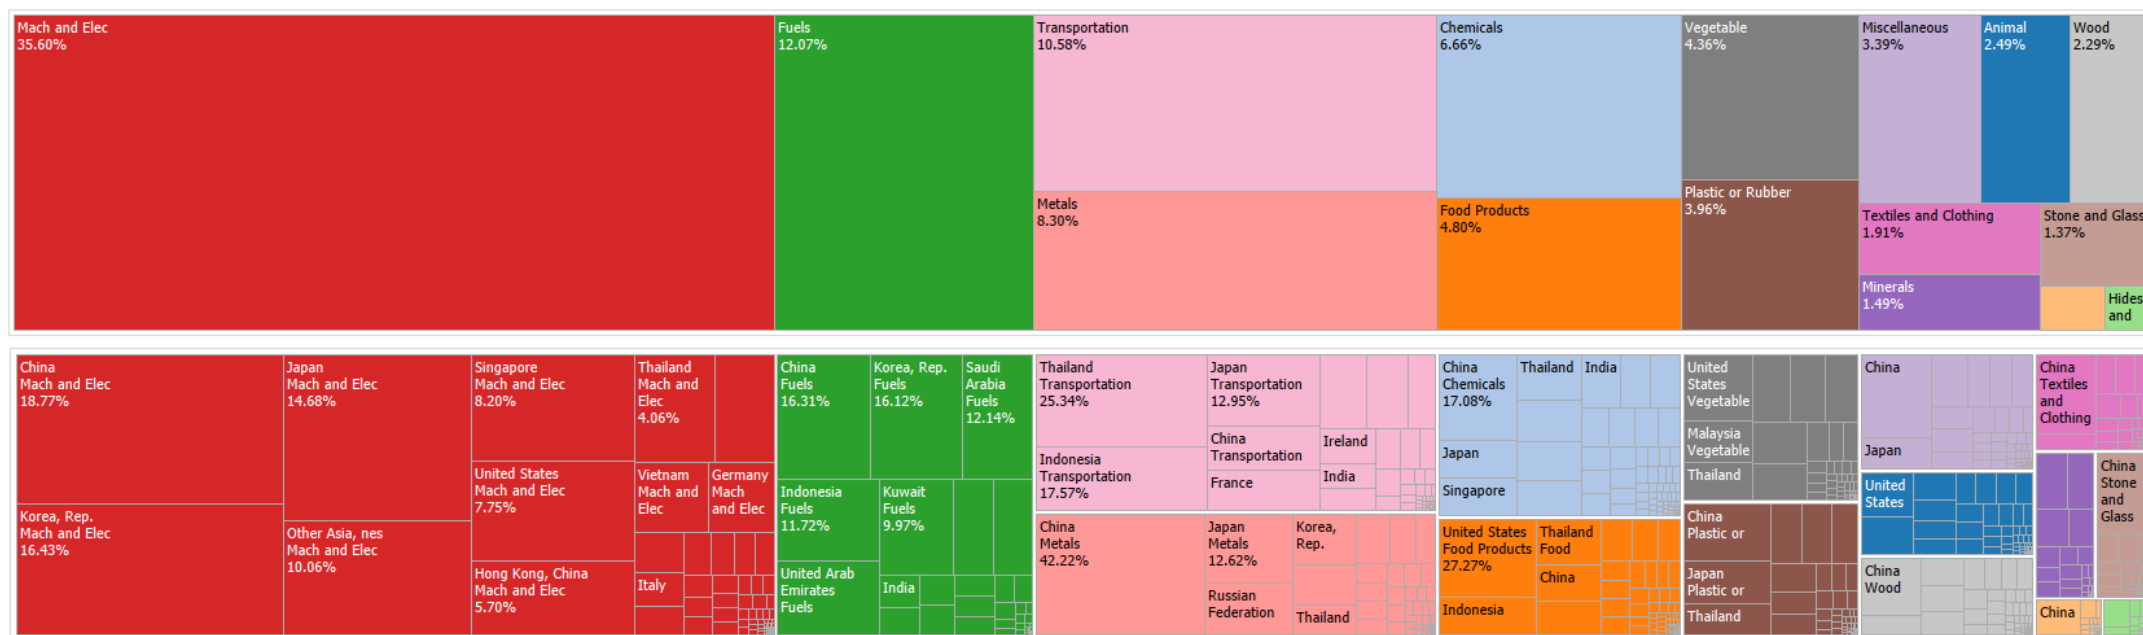 Mach and Elec
35.60%
Fuels
12.07%
Transportation
10.58%
Metals
8.30%
Chemicals
6.66%
Food Products
4.80%
Vegetable
4.36%
Plastic or Rubber
3.96%
Miscellaneous
3.39%
Animal
2.49%
Wood
2.29%
Textiles and Clothing
1.91%
Minerals
1.49%
Stone and Glass
1.37%
Hides
and
China
Mach and Elec
18.77%
Korea, Rep.
Mach and Elec
16.43%
Japan
Mach and Elec
14.68%
Other Asia, nes
Mach and Elec
10.06%
Singapore
Mach and Elec
8.20%
United States
Mach and Elec
7.75%
Hong Kong, China
Mach and Elec
5.70%
Thailand
Mach and
Elec
4.06%
Vietnam
Mach and
Elec
Germany
Mach
and Elec
Italy
China
Fuels
16.31%
Korea, Rep.
Fuels
16.12%
Saudi
Arabia
Fuels
12.14%
Indonesia
Fuels
11.72%
Kuwait
Fuels
9.97%
United Arab
Emirates
Fuels
India
Thailand
Transportation
25.34%
Indonesia
Transportation
17.57%
Japan
Transportation
12.95%
China
Transportation
France
Ireland
India
China
Metals
42.22%
Japan
Metals
12.62%
Russian
Federation
Korea,
Rep.
Thailand
China
Chemicals
17.08%
Japan
Singapore
Thailand
India
United States
Food Products
27.27%
Indonesia
Thailand
Food
China
United
States
Vegetable
Malaysia
Vegetable
Thailand
China
Plastic or
Japan
Plastic or
Thailand
China
Japan
United
States
China
Wood
China
Textiles
and
Clothing
China
Stone
and
Glass
China